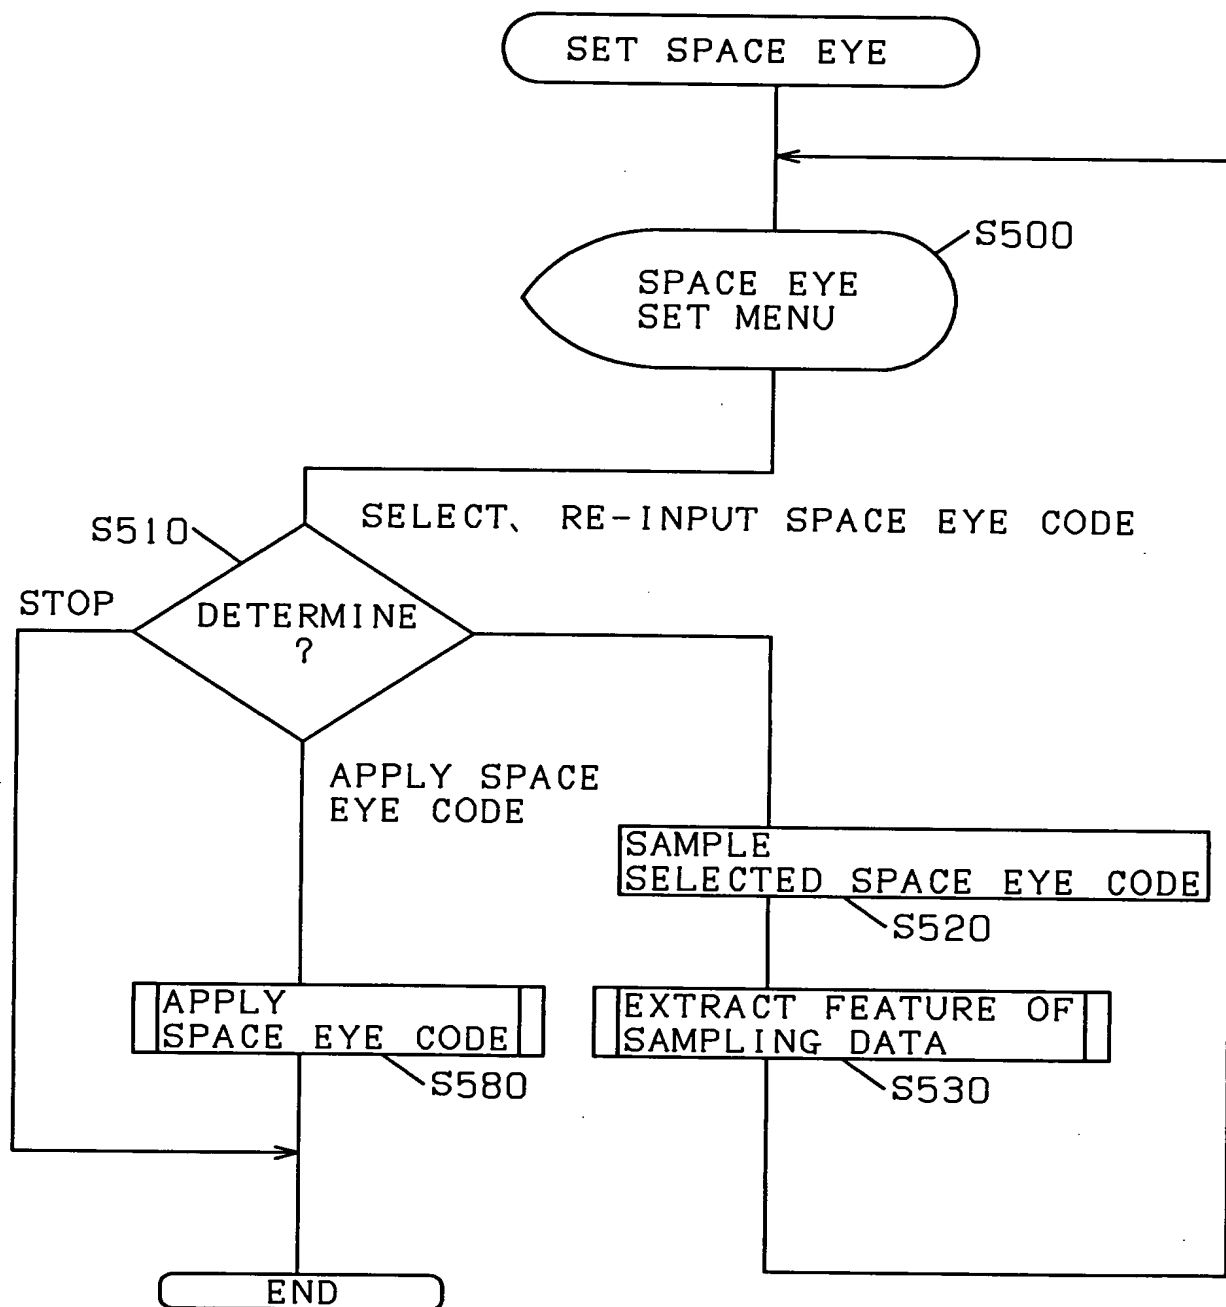 SET SPACE EYE
S500
SPACE EYE
SET MENU
SELECT、 RE-INPUT SPACE EYE CODE
S510
STOP
DETERMINE
?
APPLY SPACE
EYE CODE
SAMPLE
SELECTED SPACE EYE CODE
S520
APPLY
SPACE EYE CODE
S580
EXTRACT FEATURE OF
SAMPLING DATA
S530
END